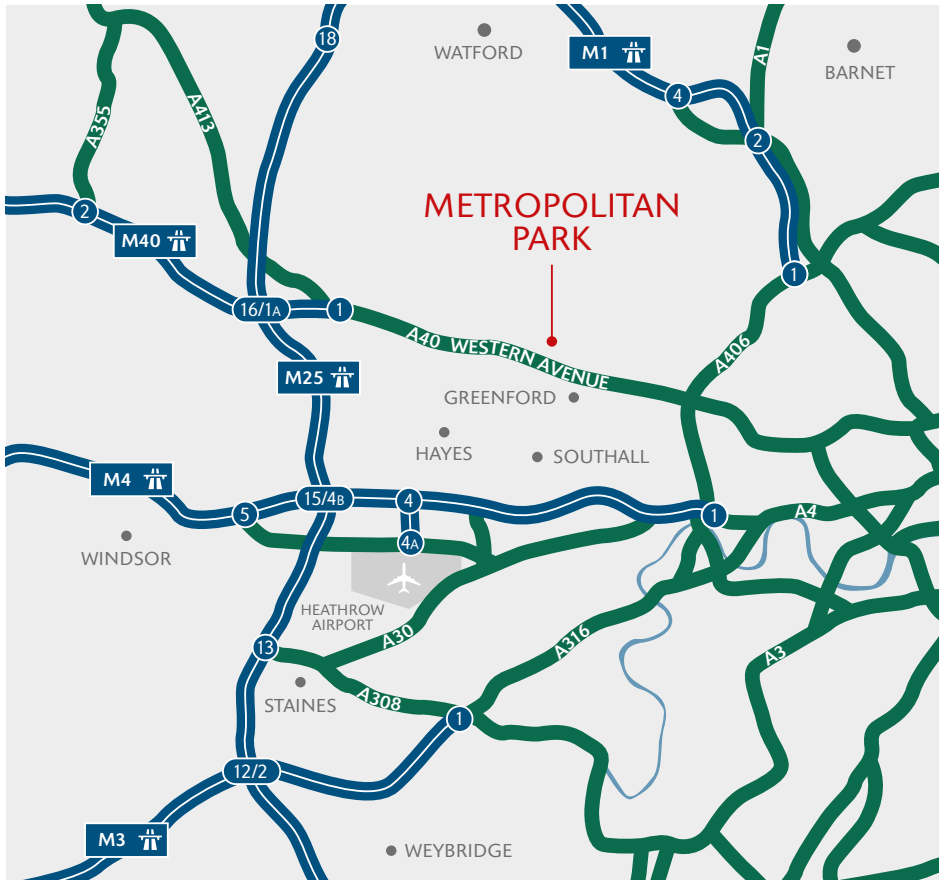 18
WATFORD
M1
A1
BARNET
4
A413
A355
2
2
METROPOLITAN
PARK
M40
1
16/1A
1
A40 WESTERN AVENUE
A406
M25
GREENFORD
HAYES
SOUTHALL
M4
15/4B
4
5
1
A4
4A
WINDSOR
HEATHROW
AIRPORT
A30
A316
13
A3
STAINES
A308
1
12/2
M3
WEYBRIDGE